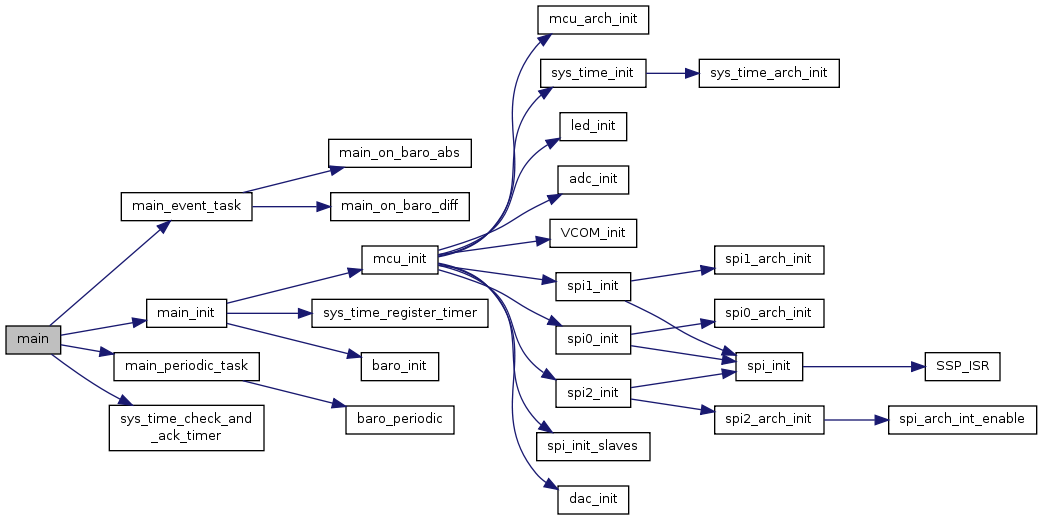 main
main_event_task
main_on_baro_abs
main_on_baro_diff
main_init
mcu_init
mcu_arch_init
sys_time_init
sys_time_arch_init
led_init
adc_init
VCOM_init
spi1_init
spi1_arch_init
spi0_init
spi0_arch_init
spi_init
SSP_ISR
spi2_init
spi2_arch_init
spi_arch_int_enable
spi_init_slaves
dac_init
sys_time_register_timer
baro_init
main_periodic_task
baro_periodic
sys_time_check_and
_ack_timer